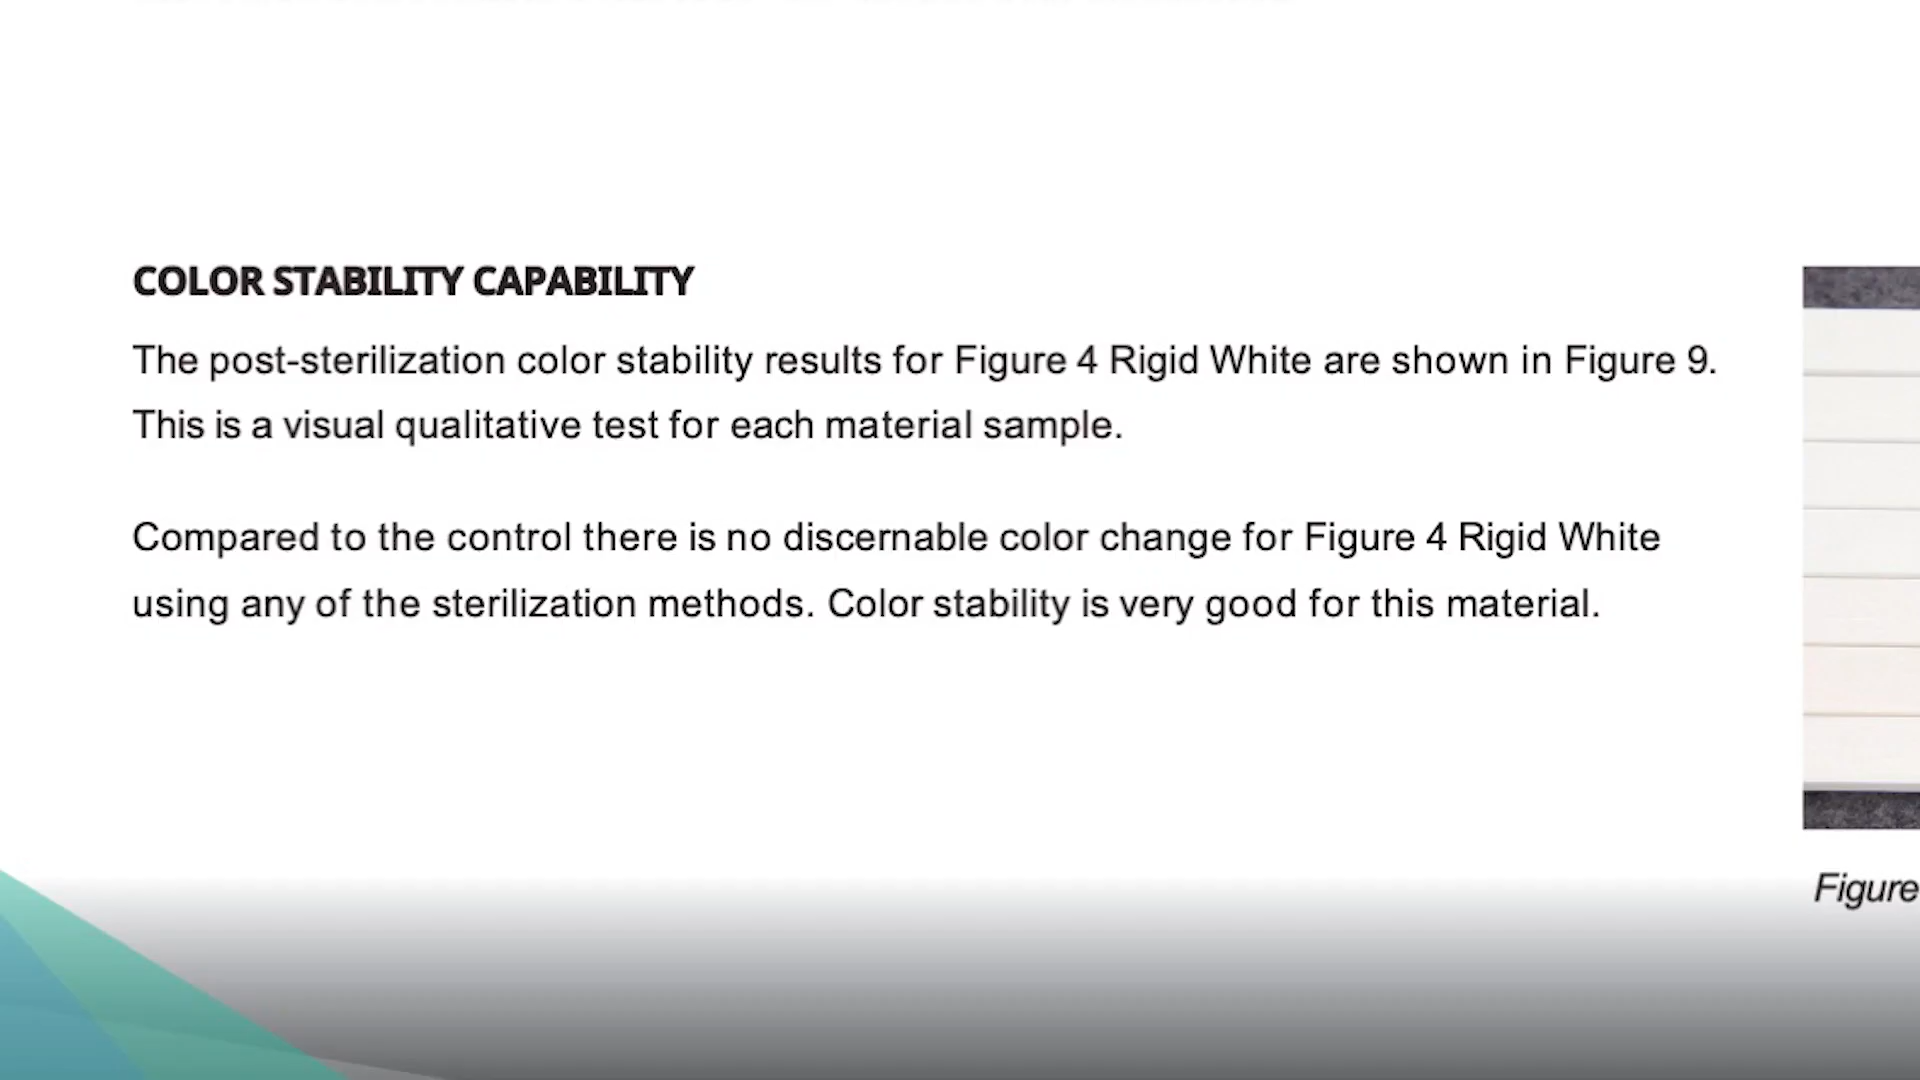 COLOR STABILITY CAPABILITY
The post-sterilization color stability results for Figure 4 Rigid White are shown in Figure 9.
This is a visual qualitative test for each material sample.
Compared to the control there is no discernable color change for Figure 4 Rigid White
using any of the sterilization methods. Color stability is very good for this material.
Figure